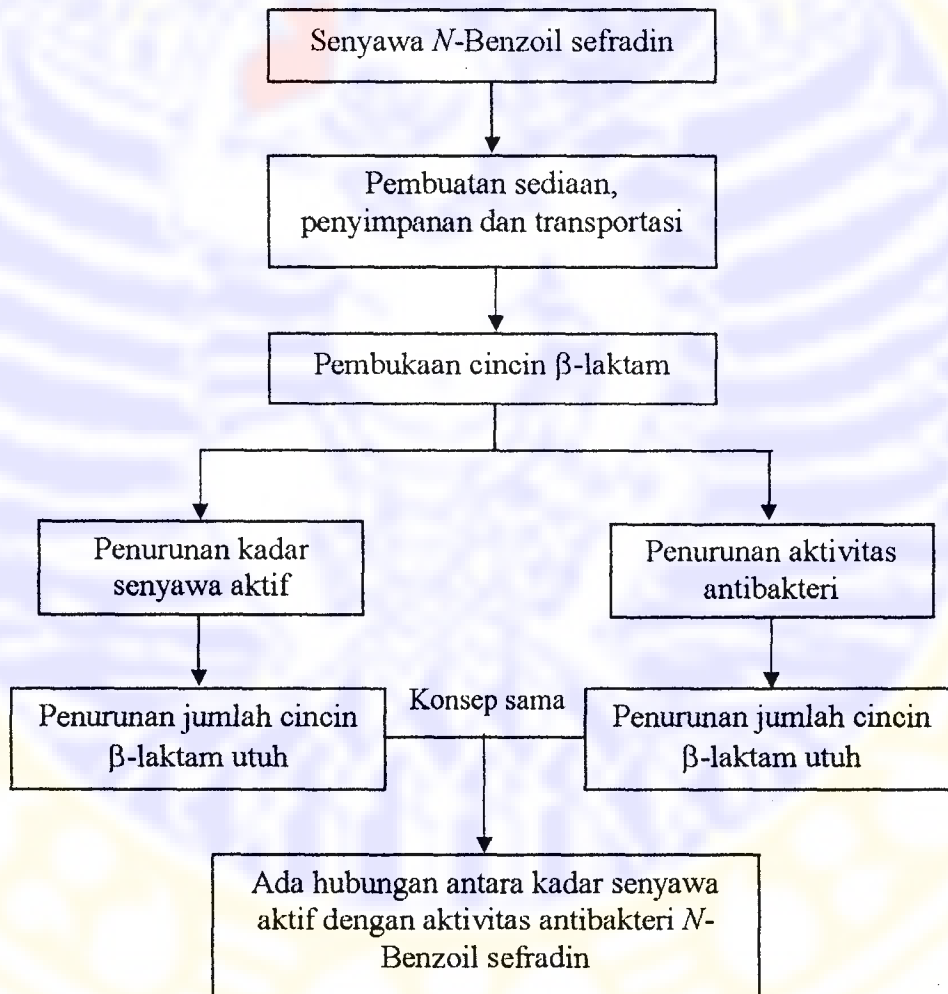 Senyawa N-Benzoil sefradin
Pembuatan sediaan,
penyimpanan dan transportasi
Pembukaan cincin β-laktam
Penurunan kadar
senyawa aktif
Penurunan aktivitas
antibakteri
Penurunan jumlah cincin
β-laktam utuh
Konsep sama
Penurunan jumlah cincin
β-laktam utuh
Ada hubungan antara kadar senyawa
aktif dengan aktivitas antibakteri N-
Benzoil sefradin